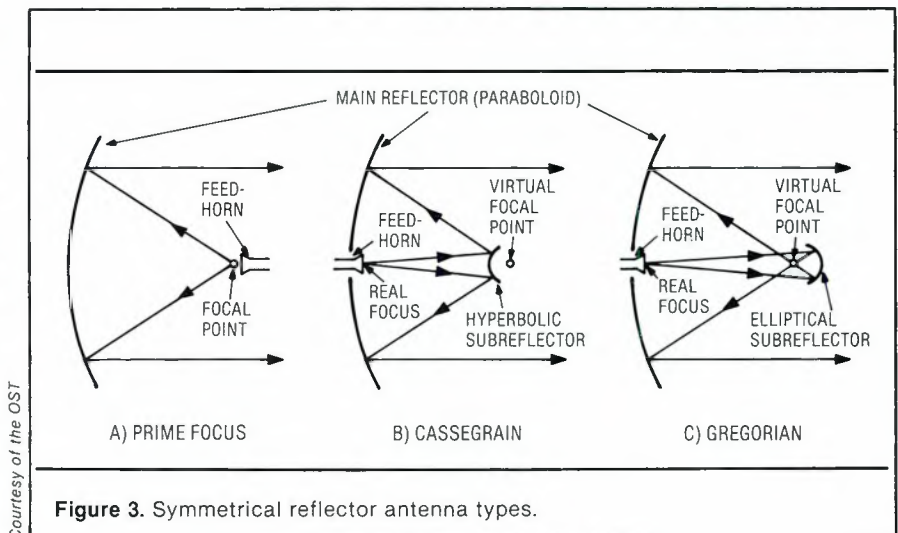 MAIN REFLECTOR (PARABOLOID)
FEED-
HORN
FOCAL
POINT
A) PRIME FOCUS
FEED-
HORN
REAL
FOCUS
VIRTUAL
FOCAL
POINT
HYPERBOLIC
SUBREFLECTOR
B) CASSEGRAIN
FEED-
HORN
REAL
FOCUS
VIRTUAL
FOCAL
POINT
ELLIPTICAL
SUBREFLECTOR
C) GREGORIAN
Courtesy of the OST
Figure 3. Symmetrical reflector antenna types.